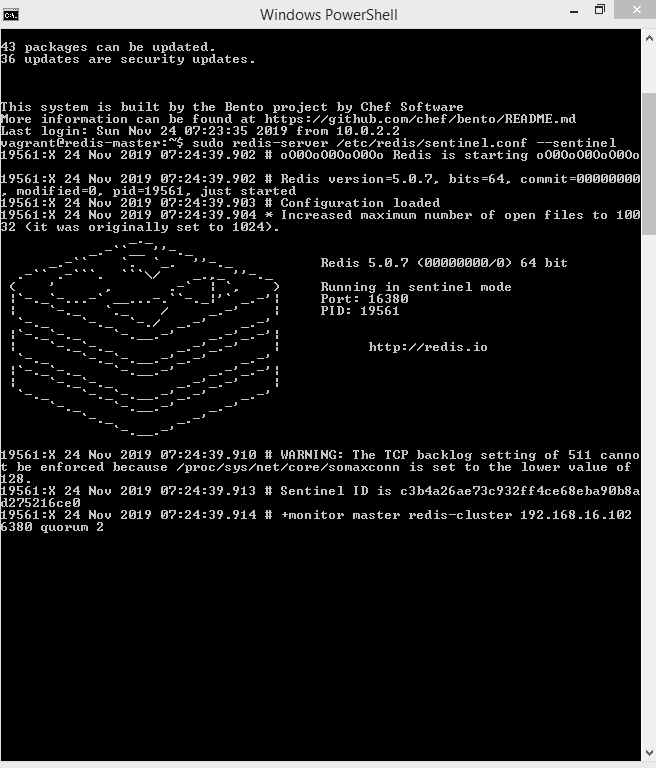 Windows PowerShell
43 packages can be updated.
36 updates are security updates.
This system is built by the Bento project by Chef Software
More information can be found at https://github.com/chef/bento/README.md
Last login: Sun Nov 24 07:23:35 2019 from 10.0.2.2
vagrant@redis-master:~$ sudo redis-server /etc/redis/sentinel.conf --sentinel
19561:X 24 Nov 2019 07:24:39.902 # oO0OoO0OoO0Oo Redis is starting oO0OoO0OoO0Oo
19561:X 24 Nov 2019 07:24:39.902 # Redis version=5.0.7, bits=64, commit=00000000
, modified=0, pid=19561, just started
19561:X 24 Nov 2019 07:24:39.903 # Configuration loaded
19561:X 24 Nov 2019 07:24:39.904 * Increased maximum number of open files to 100
32 (it was originally set to 1024).
Redis 5.0.7 (00000000/0) 64 bit
Running in sentinel mode
Port: 16380
PID: 19561
http://redis.io
19561:X 24 Nov 2019 07:24:39.910 # WARNING: The TCP backlog setting of 511 canno
t be enforced because /proc/sys/net/core/somaxconn is set to the lower value of
128.
19561:X 24 Nov 2019 07:24:39.913 # Sentinel ID is c3b4a26ae73c932ff4ce68eba90b8a
d275216ce0
19561:X 24 Nov 2019 07:24:39.914 # +monitor master redis-cluster 192.168.16.102
6380 quorum 2